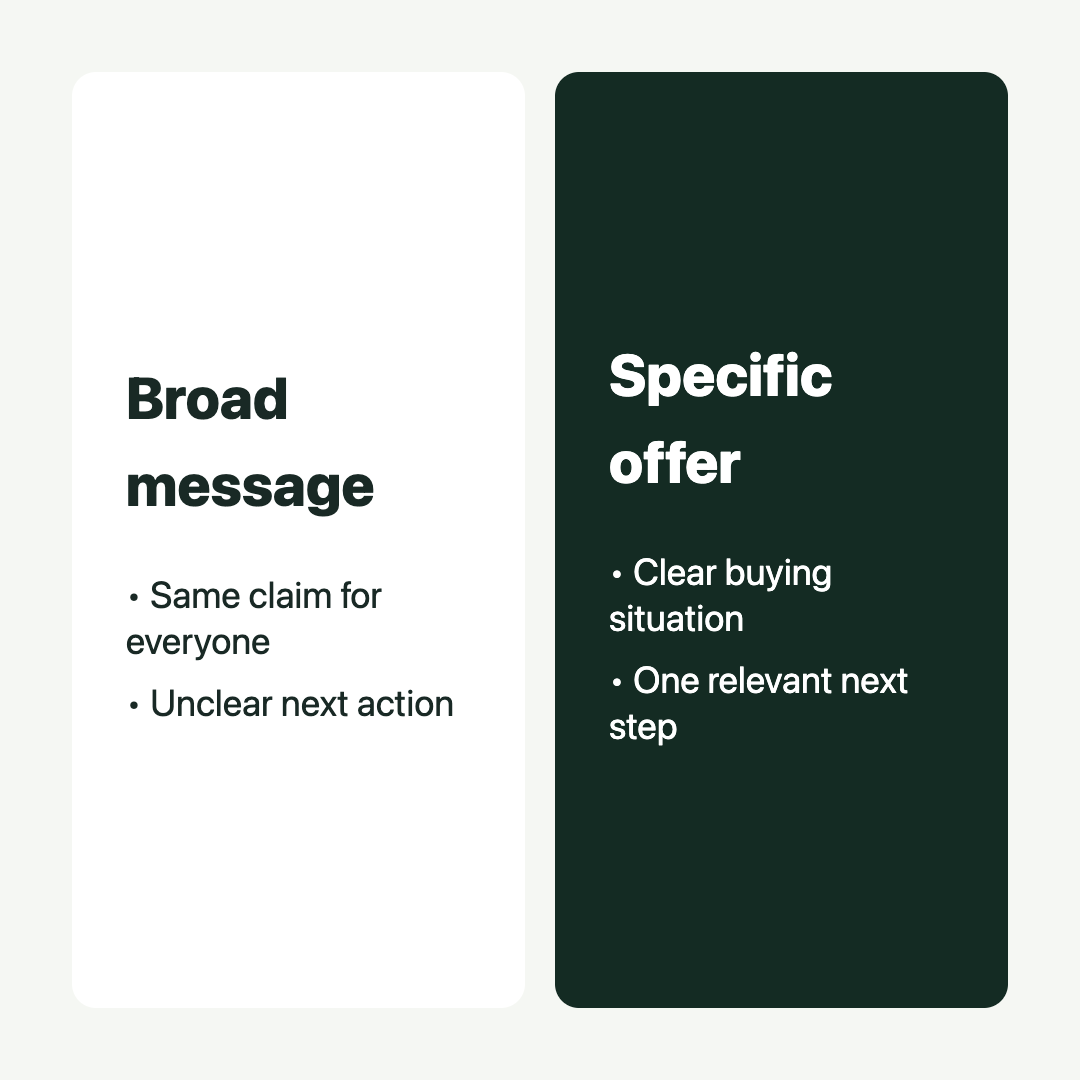 Broad
message
• Same claim for
everyone
• Unclear next action
Specific
offer
• Clear buying
situation
• One relevant next
step